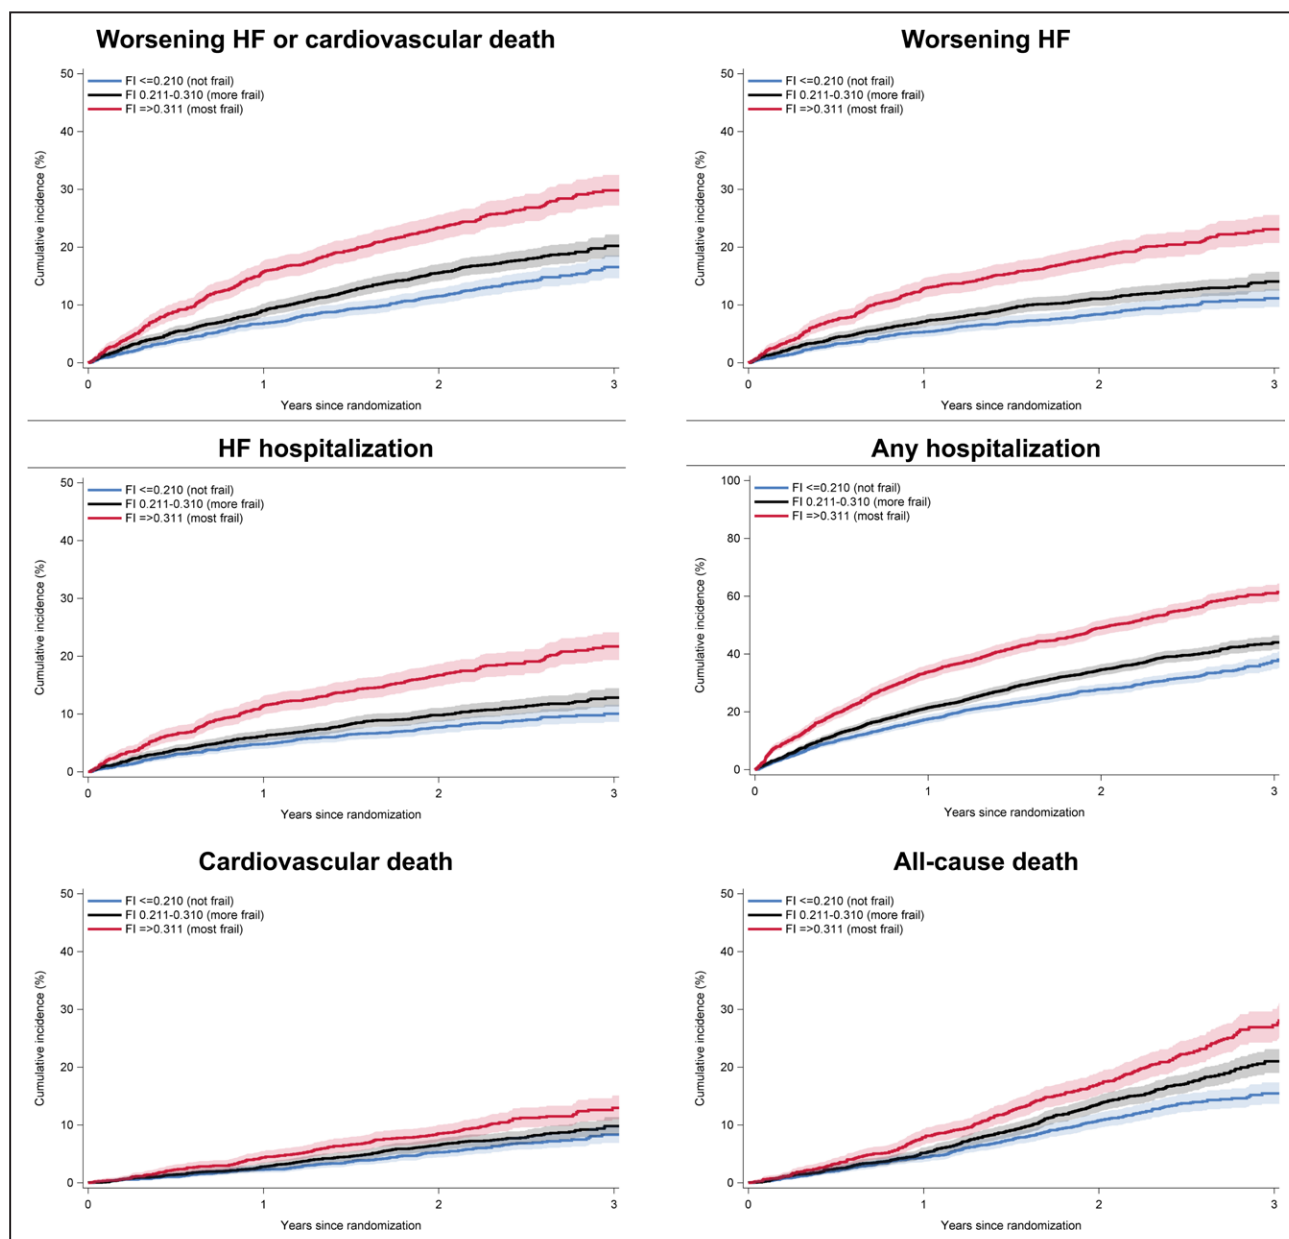 Worsening HF or cardiovascular death
50
40
30
20
10
0
Cumulative incidence (%)
FI <=0.210 (not frail)
FI 0.211-0.310 (more frail)
FI =>0.311 (most frail)
0 1 2 3
Years since randomization
Worsening HF
50
40
30
20
10
0
Cumulative incidence (%)
FI <=0.210 (not frail)
FI 0.211-0.310 (more frail)
FI =>0.311 (most frail)
0 1 2 3
Years since randomization
HF hospitalization
50
40
30
20
10
0
Cumulative incidence (%)
FI <=0.210 (not frail)
FI 0.211-0.310 (more frail)
FI =>0.311 (most frail)
0 1 2 3
Years since randomization
Any hospitalization
100
80
60
40
20
0
Cumulative incidence (%)
FI <=0.210 (not frail)
FI 0.211-0.310 (more frail)
FI =>0.311 (most frail)
0 1 2 3
Years since randomization
Cardiovascular death
50
40
30
20
10
0
Cumulative incidence (%)
FI <=0.210 (not frail)
FI 0.211-0.310 (more frail)
FI =>0.311 (most frail)
0 1 2 3
Years since randomization
All-cause death
50
40
30
20
10
0
Cumulative incidence (%)
FI <=0.210 (not frail)
FI 0.211-0.310 (more frail)
FI =>0.311 (most frail)
0 1 2 3
Years since randomization